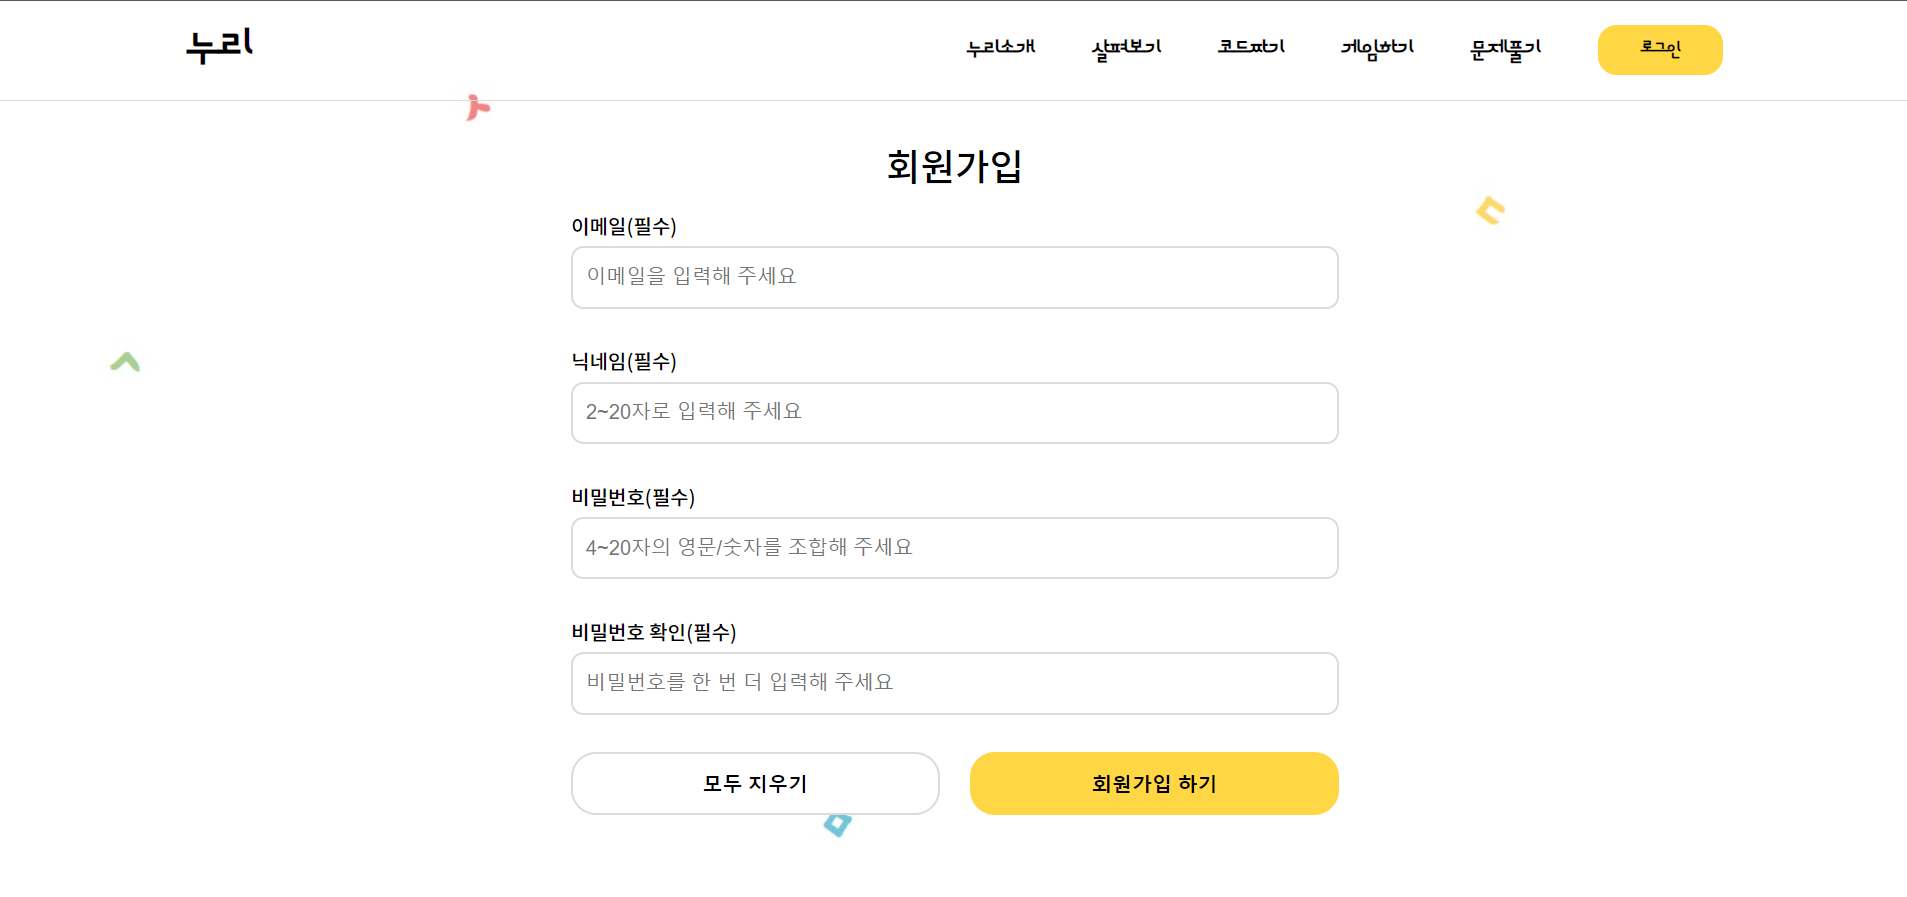 누리
누리소개 살펴보기 코드짜기 게임하기 문제풀기 로그인
ㅏ
회원가입
ㄷ
이메일(필수)
이메일을 입력해 주세요
ㅅ
닉네임(필수)
2~20자로 입력해 주세요
비밀번호(필수)
4~20자의 영문/숫자를 조합해 주세요
비밀번호 확인(필수)
비밀번호를 한 번 더 입력해 주세요
모두 지우기 회원가입 하기
ㅁ